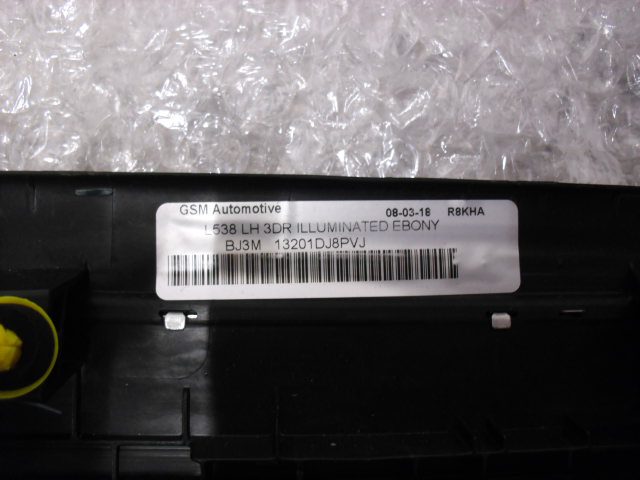 GSM Automotive 08-03-18 R8KHA
L538 LH 3DR ILLUMINATED EBONY
BJ3M 13201DJ8PVJ